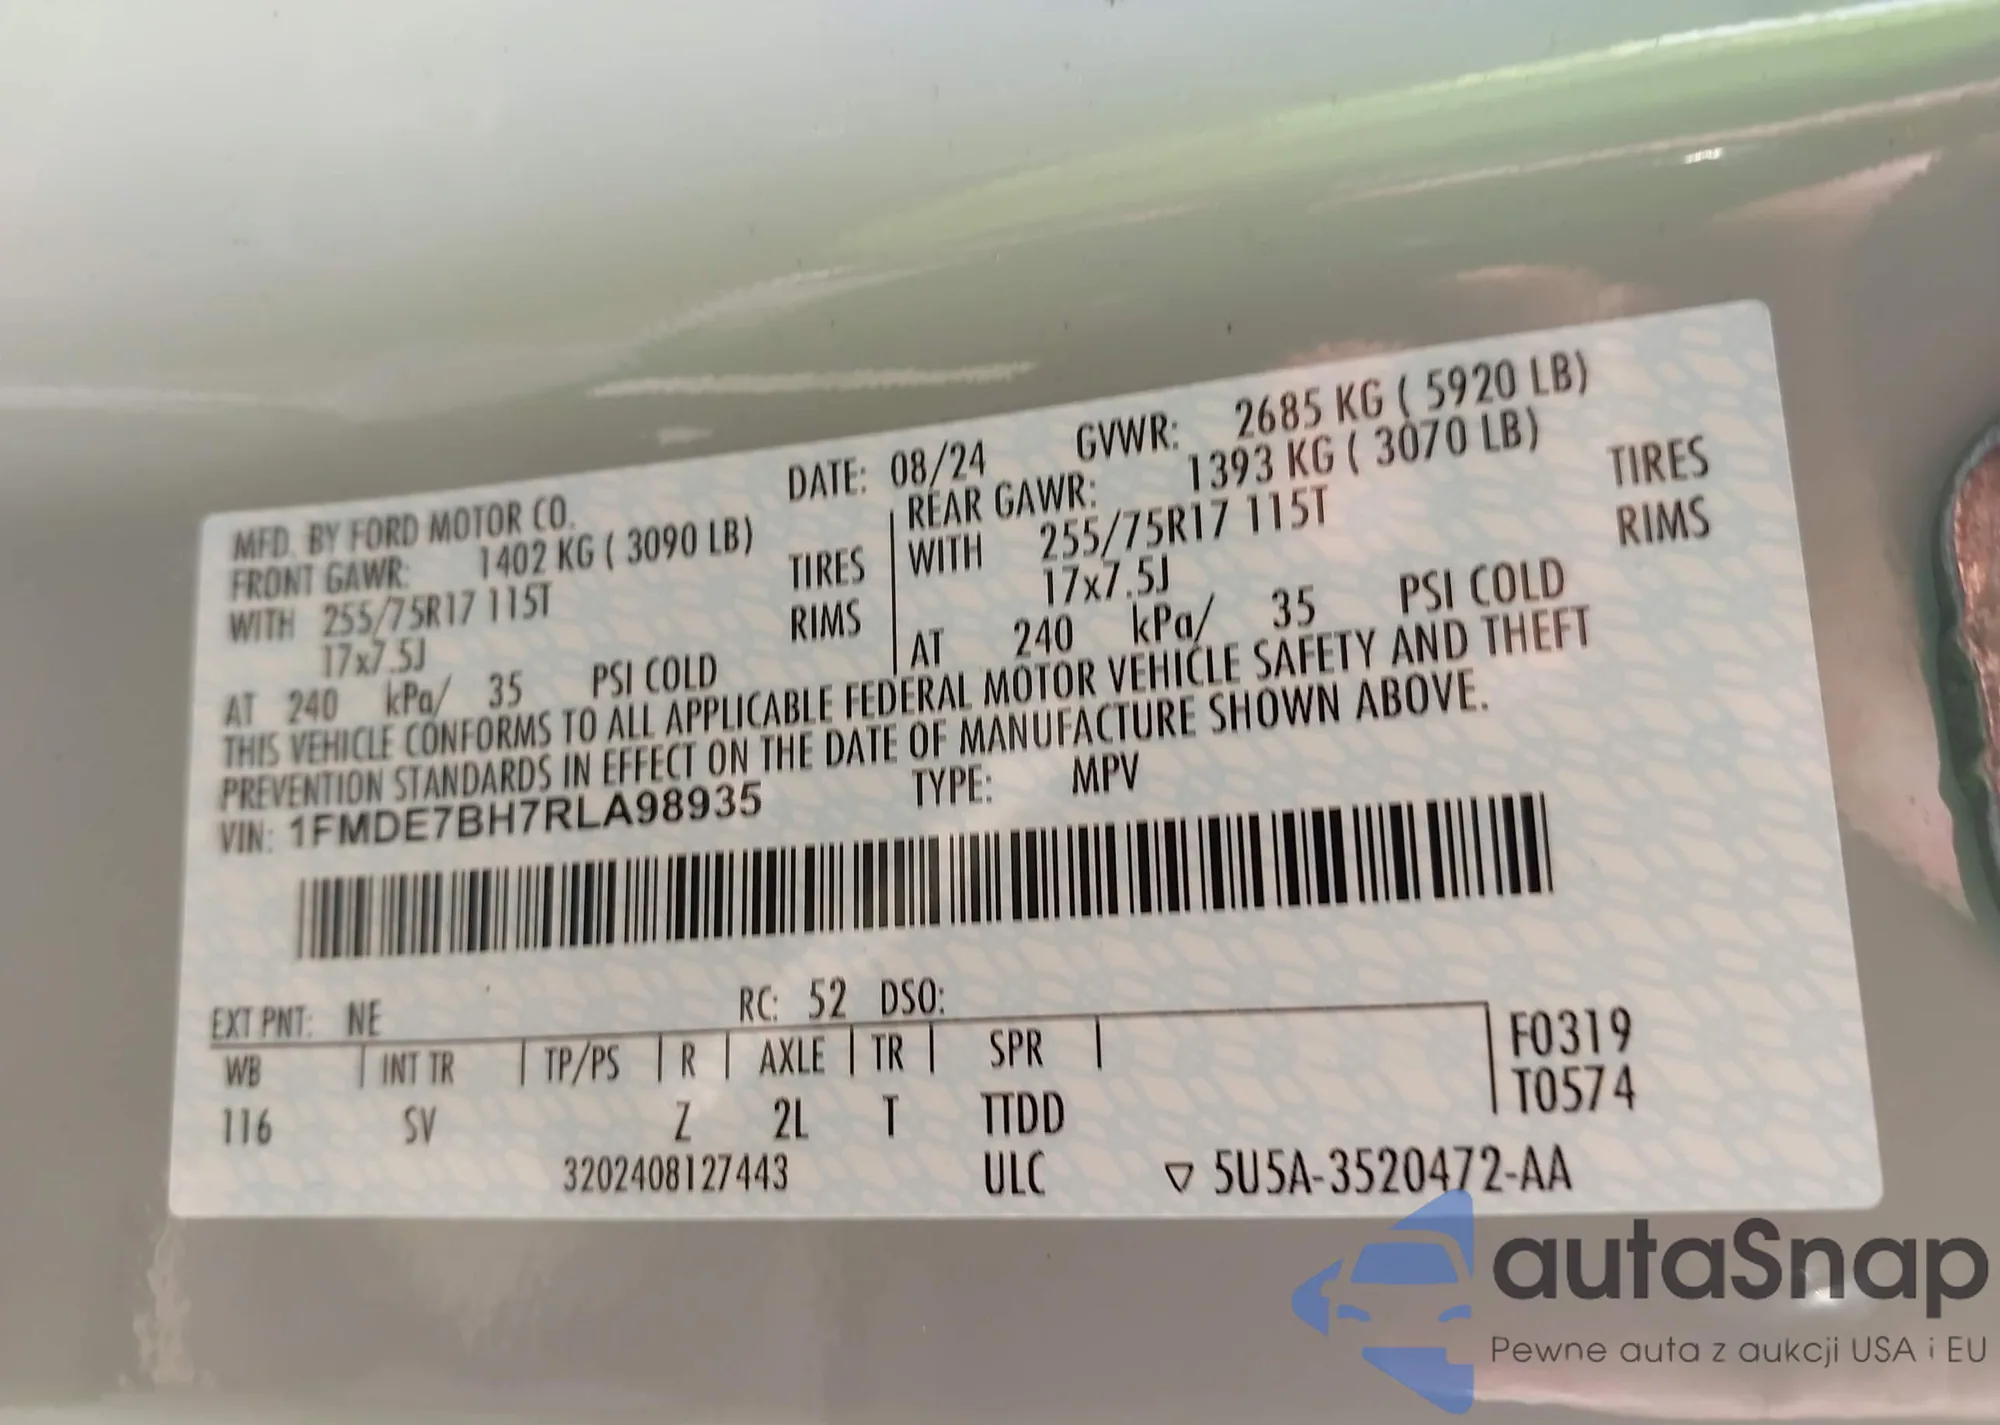 MFD. BY FORD MOTOR CO.
DATE: 08/24 GVWR: 2685 KG ( 5920 LB)
FRONT GAWR: 1402 KG ( 3090 LB)
WITH 255/75R17 115T TIRES
17x7.5J RIMS
AT 240 kPa/ 35 PSI COLD
REAR GAWR: 1393 KG ( 3070 LB)
WITH 255/75R17 115T TIRES
17x7.5J RIMS
AT 240 kPa/ 35 PSI COLD
THIS VEHICLE CONFORMS TO ALL APPLICABLE FEDERAL MOTOR VEHICLE SAFETY AND THEFT
PREVENTION STANDARDS IN EFFECT ON THE DATE OF MANUFACTURE SHOWN ABOVE.
VIN: 1FMDE7BH7RLA98935 TYPE: MPV
EXT PNT: NE RC: 52 DSO:
WB INT TR TP/PS R AXLE TR SPR F0319
116 SV Z 2L T TTDD T0574
3202408127443 ULC ▽ 5U5A-3520472-AA
autaSnap
Pewne auta z aukcji USA i EU